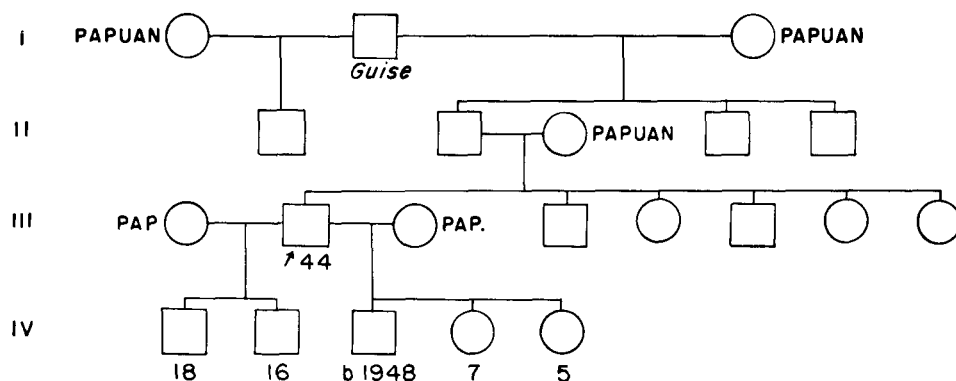 I PAPUAN PAPUAN
Guise
II PAPUAN
III PAP PAP.
↗44
IV
18 16 b 1948 7 5